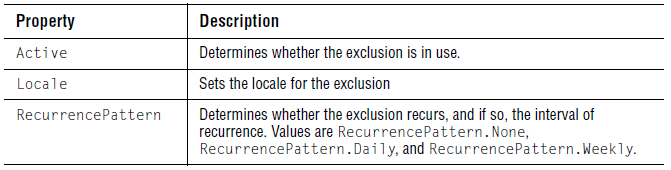 Property Description
Active Determines whether the exclusion is in use.
Locale Sets the locale for the exclusion
RecurrencePattern Determines whether the exclusion recurs, and if so, the interval of
recurrence. Values are RecurrencePattern.None,
RecurrencePattern.Daily, and RecurrencePattern.Weekly.